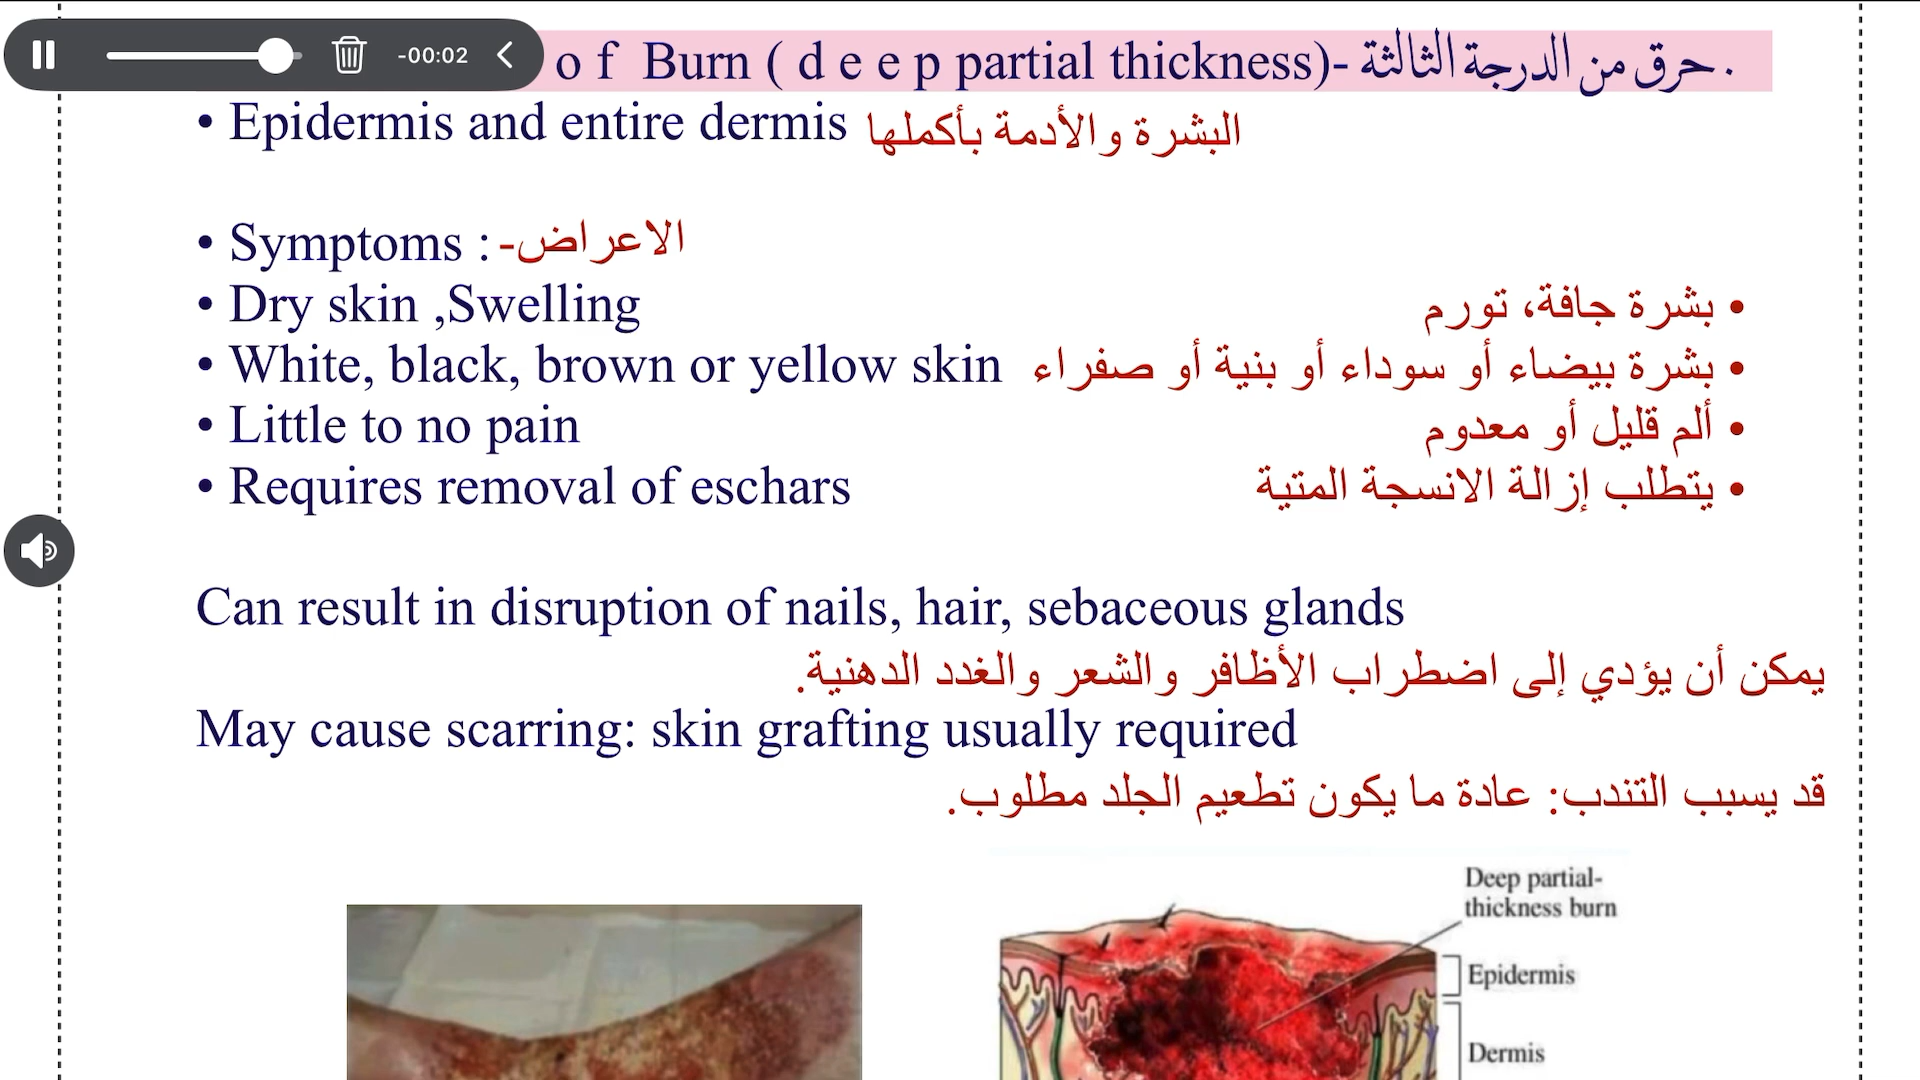 -00:02
o f Burn ( d e e p partial thickness)- حرق من الدرجة الثالثة .
• Epidermis and entire dermis البشرة والأدمة بأكملها
• Symptoms : -الاعراض
• Dry skin ,Swelling
• بشرة جافة، تورم
• White, black, brown or yellow skin
• بشرة بيضاء أو سوداء أو بنية أو صفراء
• Little to no pain
• ألم قليل أو معدوم
• Requires removal of eschars
• يتطلب إزالة الانسجة المتية
Can result in disruption of nails, hair, sebaceous glands
يمكن أن يؤدي إلى اضطراب الأظافر والشعر والغدد الدهنية.
May cause scarring: skin grafting usually required
قد يسبب التندب: عادة ما يكون تطعيم الجلد مطلوب.
Deep partial-
thickness burn
Epidermis
Dermis